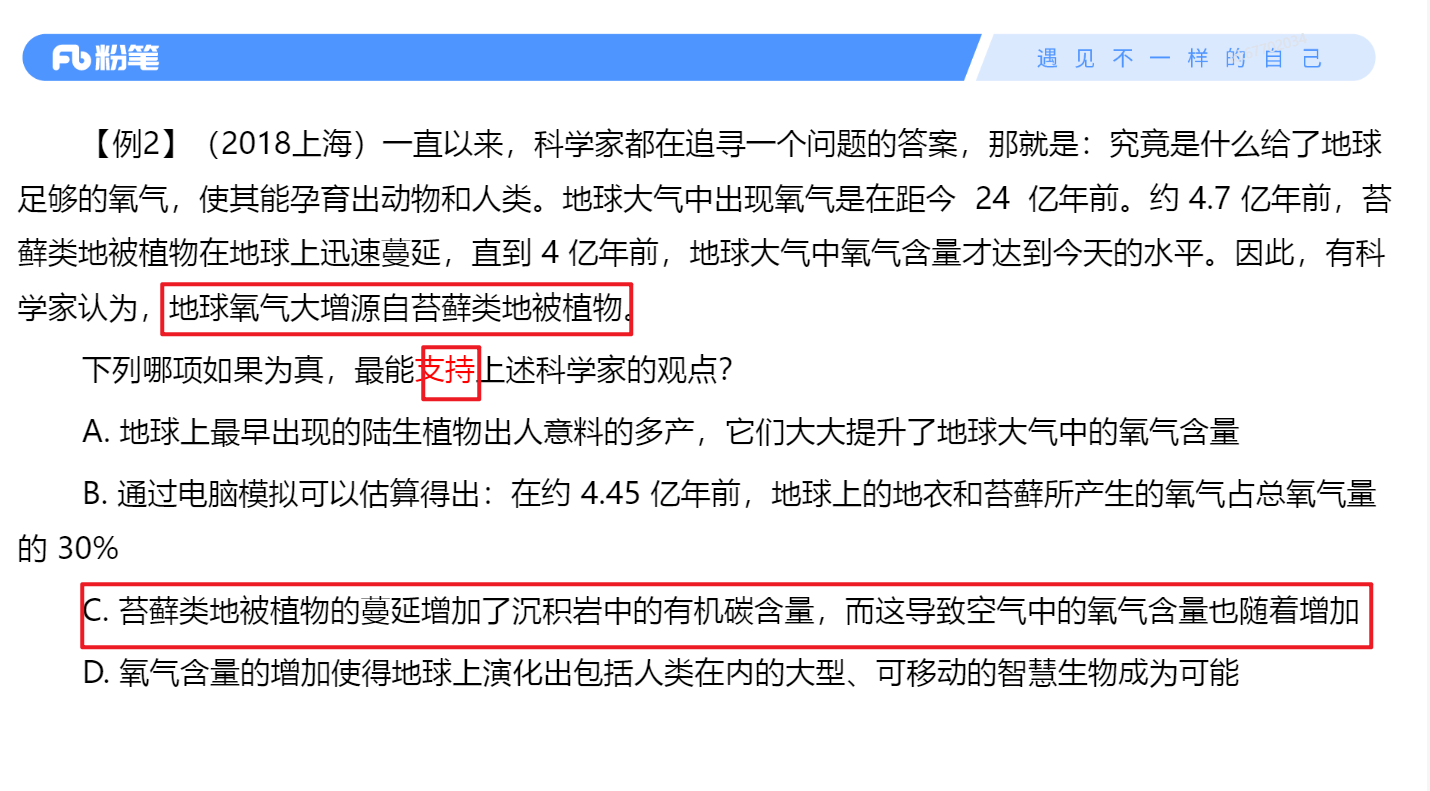 粉笔
遇见不一样的自己
【例2】（2018上海）一直以来，科学家都在追寻一个问题的答案，那就是：究竟是什么给了地球
足够的氧气，使其能孕育出动物和人类。地球大气中出现氧气是在距今 24 亿年前。约 4.7 亿年前，苔
藓类地被植物在地球上迅速蔓延，直到 4 亿年前，地球大气中氧气含量才达到今天的水平。因此，有科
学家认为，地球氧气大增源自苔藓类地被植物。
下列哪项如果为真，最能支持上述科学家的观点？
A. 地球上最早出现的陆生植物出人意料的多产，它们大大提升了地球大气中的氧气含量
B. 通过电脑模拟可以估算得出：在约 4.45 亿年前，地球上的地衣和苔藓所产生的氧气占总氧气量
的 30%
C. 苔藓类地被植物的蔓延增加了沉积岩中的有机碳含量，而这导致空气中的氧气含量也随着增加
D. 氧气含量的增加使得地球上演化出包括人类在内的大型、可移动的智慧生物成为可能